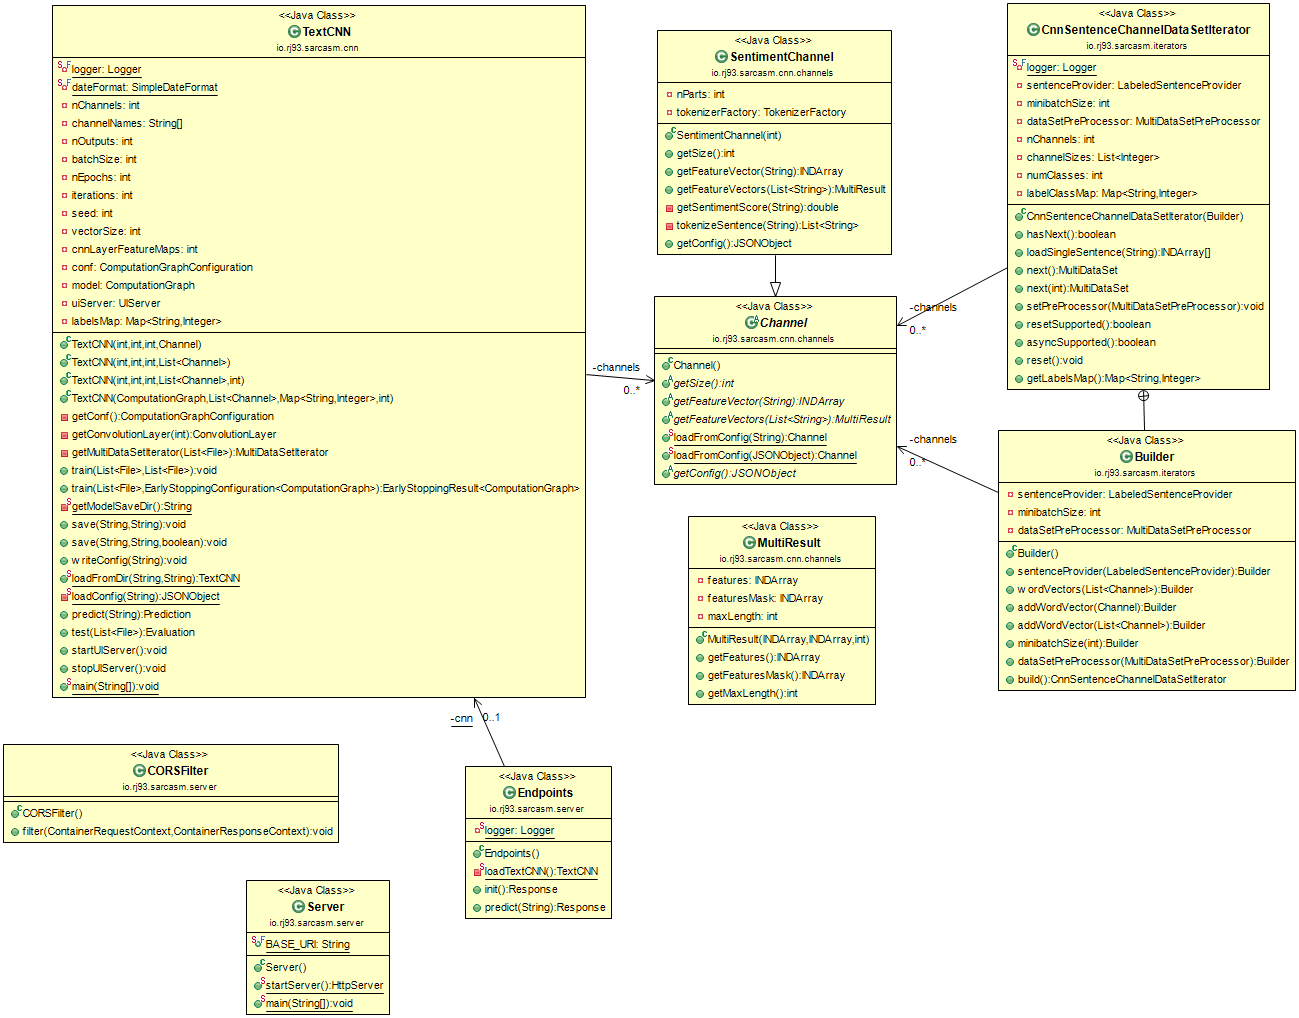 <<Java Class>>
TextCNN
io.rj93.sarcasm.cnn
logger: Logger
dateFormat: SimpleDateFormat
nChannels: int
channelNames: String[]
nOutputs: int
batchSize: int
nEpochs: int
iterations: int
seed: int
vectorSize: int
cnnLayerFeatureMaps: int
conf: ComputationGraphConfiguration
model: ComputationGraph
uiServer: UIServer
labelsMap: Map<String,Integer>
TextCNN(int,int,int,Channel)
TextCNN(int,int,int,List<Channel>)
TextCNN(int,int,int,List<Channel>,int)
TextCNN(ComputationGraph,List<Channel>,Map<String,Integer>,int)
getConf():ComputationGraphConfiguration
getConvolutionLayer(int):ConvolutionLayer
getMultiDataSetIterator(List<File>):MultiDataSetIterator
train(List<File>,List<File>):void
train(List<File>,EarlyStoppingConfiguration<ComputationGraph>):EarlyStoppingResult<ComputationGraph>
getModelSaveDir():String
save(String,String):void
save(String,String,boolean):void
writeConfig(String):void
loadFromDir(String,String):TextCNN
loadConfig(String):JSONObject
predict(String):Prediction
test(List<File>):Evaluation
startUIServer():void
stopUIServer():void
main(String[]):void
<<Java Class>>
SentimentChannel
io.rj93.sarcasm.cnn.channels
nParts: int
tokenizerFactory: TokenizerFactory
SentimentChannel(int)
getSize():int
getFeatureVector(String):INDArray
getFeatureVectors(List<String>):MultiResult
getSentimentScore(String):double
tokenizeSentence(String):List<String>
getConfig():JSONObject
<<Java Class>>
CnnSentenceChannelDataSetIterator
io.rj93.sarcasm.iterators
logger: Logger
sentenceProvider: LabeledSentenceProvider
minibatchSize: int
dataSetPreProcessor: MultiDataSetPreProcessor
nChannels: int
channelSizes: List<Integer>
numClasses: int
labelClassMap: Map<String,Integer>
CnnSentenceChannelDataSetIterator(Builder)
hasNext():boolean
loadSingleSentence(String):INDArray[]
next():MultiDataSet
next(int):MultiDataSet
setPreProcessor(MultiDataSetPreProcessor):void
resetSupported():boolean
asyncSupported():boolean
reset():void
getLabelsMap():Map<String,Integer>
-channels
0..*
<<Java Class>>
Channel
io.rj93.sarcasm.cnn.channels
Channel()
getSize():int
getFeatureVector(String):INDArray
getFeatureVectors(List<String>):MultiResult
loadFromConfig(String):Channel
loadFromConfig(JSONObject):Channel
getConfig():JSONObject
-channels
0..*
-channels
0..*
<<Java Class>>
Builder
io.rj93.sarcasm.iterators
sentenceProvider: LabeledSentenceProvider
minibatchSize: int
dataSetPreProcessor: MultiDataSetPreProcessor
Builder()
sentenceProvider(LabeledSentenceProvider):Builder
wordVectors(List<Channel>):Builder
addWordVector(Channel):Builder
addWordVector(List<Channel>):Builder
minibatchSize(int):Builder
dataSetPreProcessor(MultiDataSetPreProcessor):Builder
build():CnnSentenceChannelDataSetIterator
<<Java Class>>
MultiResult
io.rj93.sarcasm.cnn.channels
features: INDArray
featuresMask: INDArray
maxLength: int
MultiResult(INDArray,INDArray,int)
getFeatures():INDArray
getFeaturesMask():INDArray
getMaxLength():int
-cnn
0..1
<<Java Class>>
CORSFilter
io.rj93.sarcasm.server
CORSFilter()
filter(ContainerRequestContext,ContainerResponseContext):void
<<Java Class>>
Endpoints
io.rj93.sarcasm.server
logger: Logger
Endpoints()
loadTextCNN():TextCNN
init():Response
predict(String):Response
<<Java Class>>
Server
io.rj93.sarcasm.server
BASE_URI: String
Server()
startServer():HttpServer
main(String[]):void